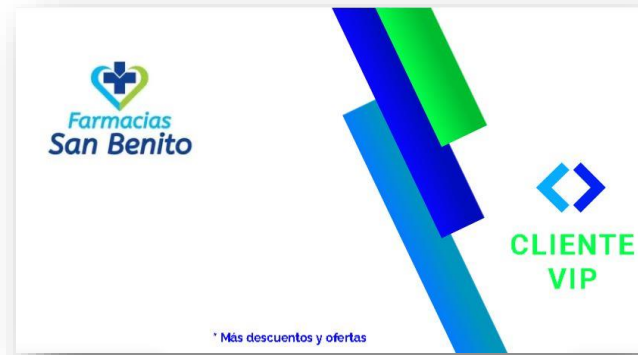 Farmacias
San Benito
CLIENTE
VIP
* Más descuentos y ofertas